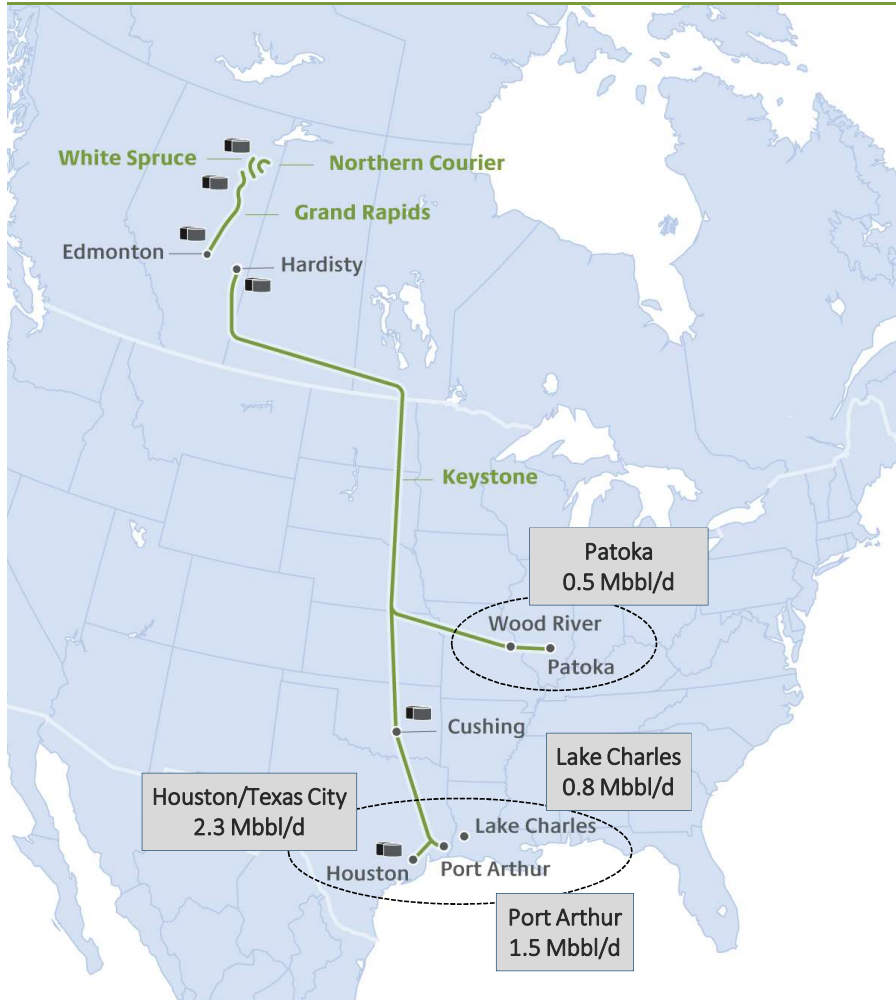 White Spruce
Northern Courier
Grand Rapids
Edmonton
Hardisty
Keystone
Patoka
0.5 Mbbl/d
Wood River
Patoka
Cushing
Lake Charles
0.8 Mbbl/d
Houston/Texas City
2.3 Mbbl/d
Lake Charles
Houston
Port Arthur
Port Arthur
1.5 Mbbl/d